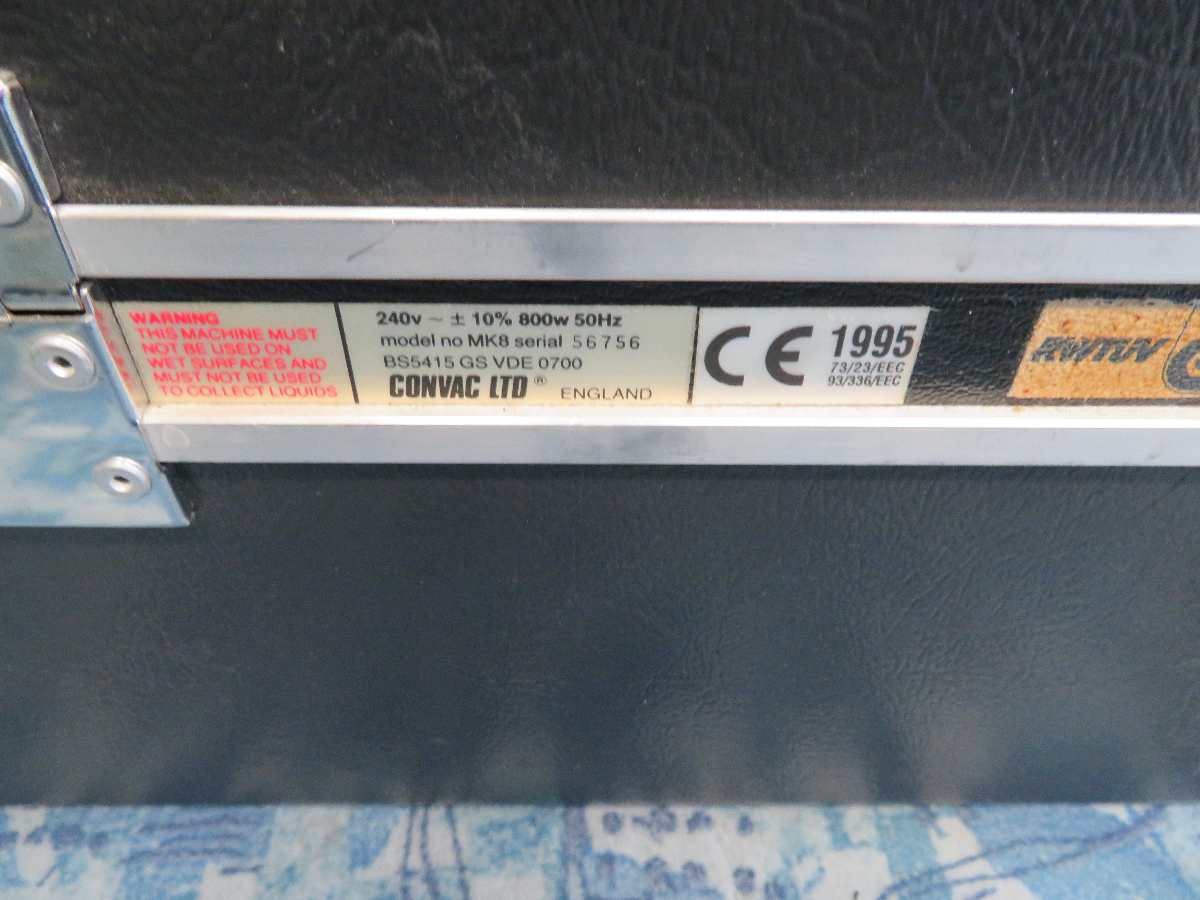 WARNING
THIS MACHINE MUST
NOT BE USED ON
WET SURFACES AND
MUST NOT BE USED
TO COLLECT LIQUIDS
240v ~ ± 10% 800w 50Hz
model no MK8 serial 56756
BS5415 GS VDE 0700
CONVAC LTD ® ENGLAND
CE 1995
73/23/EEC
93/336/EEC
RWTÜV